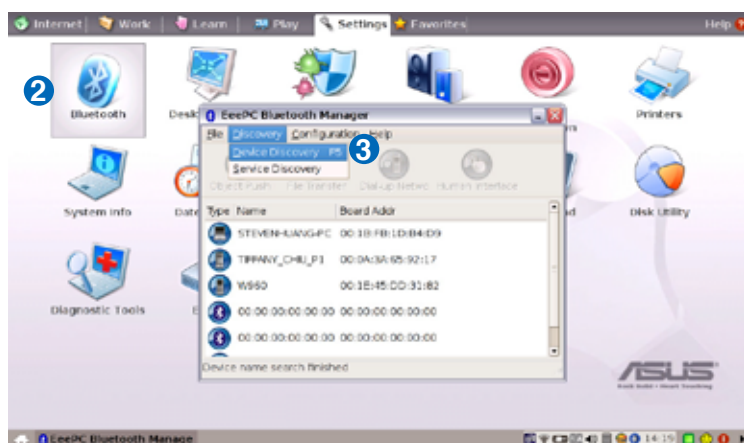 Internet Work Learn Play Settings Favorites Help
2
Bluetooth
Printers
EeePC Bluetooth Manager
File Discovery Configuration Help
Device Discovery F5
3
Service Discovery
Object Push File Transfer Dial-up Netwo Human Interface
System Info
Disk Utility
Type Name Board Addr
STEVEN-HUANG-PC 00:1B:FB:1D:B4:D9
TIFFANY_CHIU_P1 00:0A:3A:65:92:17
W960 00:1E:45:DD:31:82
00:00:00:00:00:00 00:00:00:00:00:00
00:00:00:00:00:00 00:00:00:00:00:00
Diagnostic Tools
Device name search finished
ASUS
Rock Solid • Heart Touching
EeePC Bluetooth Manage 14:19